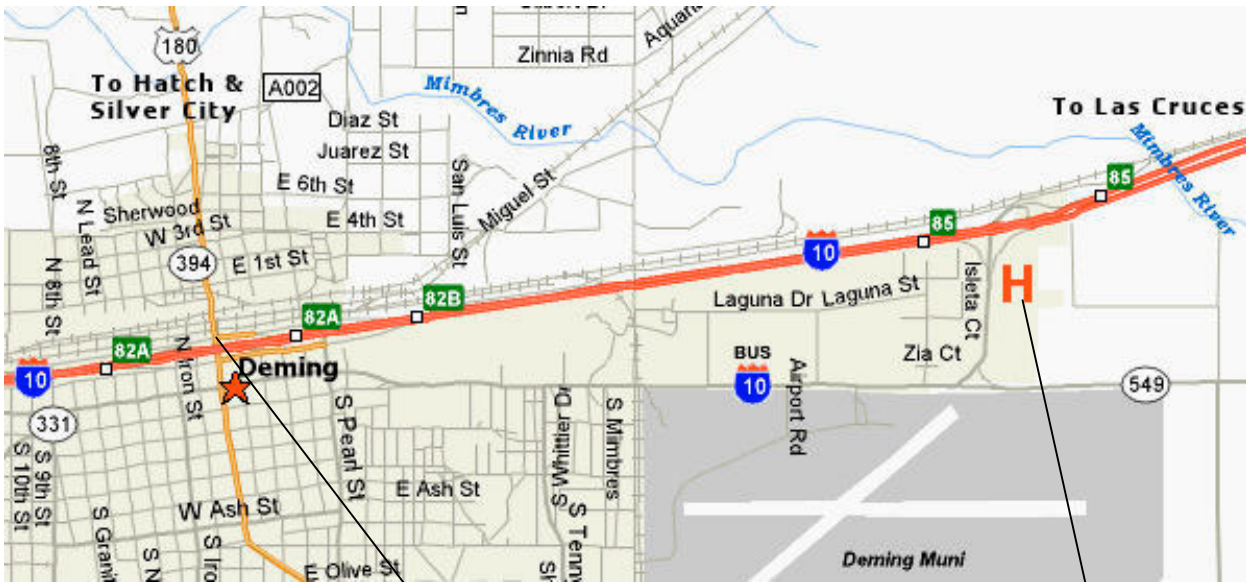 Zinnia Rd
Aquari
180
To Hatch &
Silver City
A002
Mimbres River
To Las Cruces
Diaz St
Juarez St
8th St
E 6th St
San Luis St
Miguel St
Mimbres River
85
N Lead St
Sherwood
W 3rd St
E 4th St
85
394
E 1st St
10
Isleta Ct
H
N 8th St
82B
Laguna Dr
Laguna St
82A
82A
N Iron St
Deming
10
BUS
10
Airport Rd
Zia Ct
549
331
S Pearl St
S Whittier Dr
S Mimbres
S 10th St
S 9th St
E Ash St
W Ash St
S Granit
S N
S Iro
E Olive St
S Tenny
Deming Muni